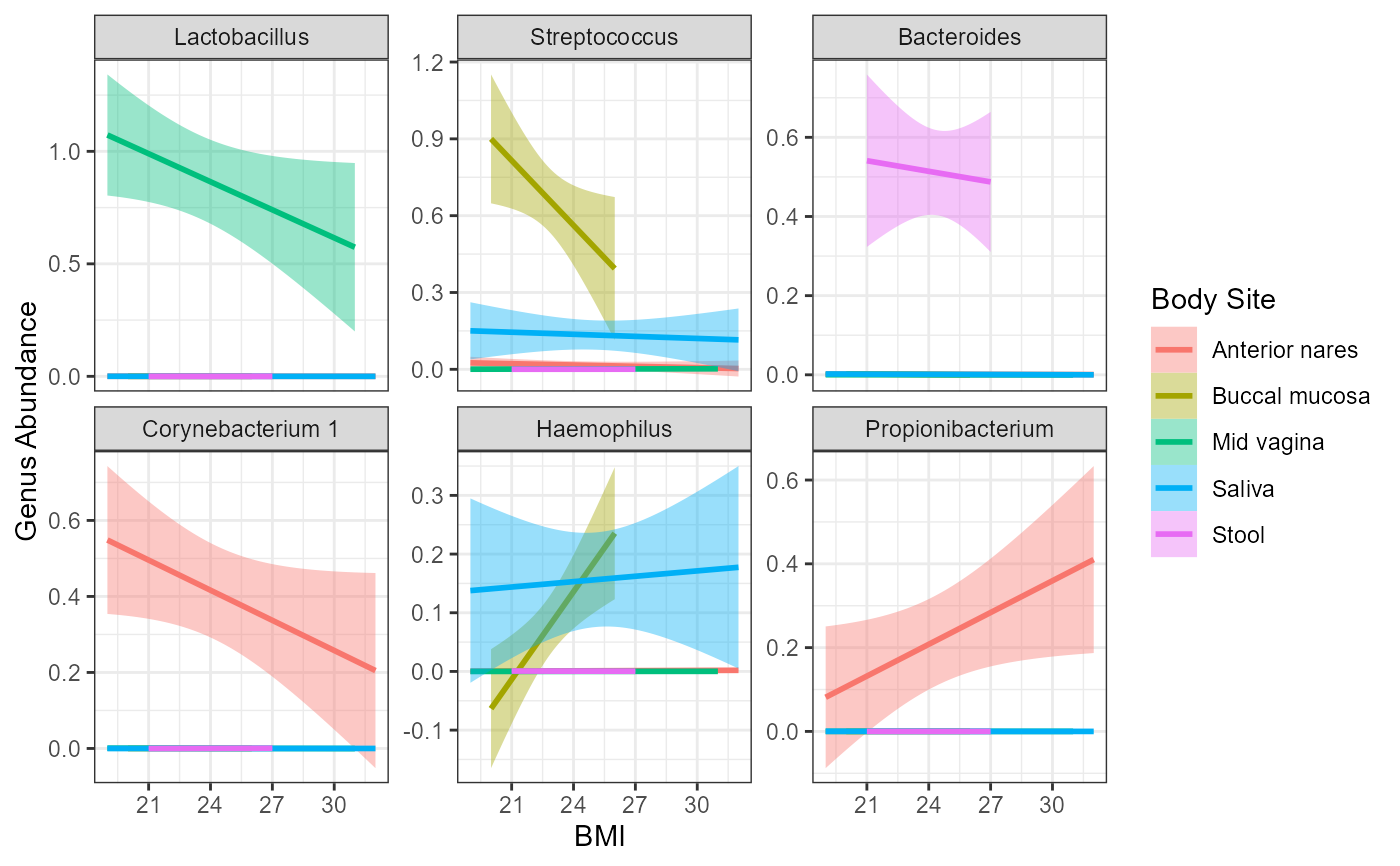 Lactobacillus
Streptococcus
Bacteroides
1.0
0.5
0.0
1.2
0.9
0.6
0.3
0.0
0.6
0.4
0.2
0.0
Corynebacterium 1
Haemophilus
Propionibacterium
0.6
0.4
0.2
0.0
0.3
0.2
0.1
0.0
-0.1
0.6
0.4
0.2
0.0
21 24 27 30
21 24 27 30
21 24 27 30
BMI
Genus Abundance
Body Site
Anterior nares
Buccal mucosa
Mid vagina
Saliva
Stool